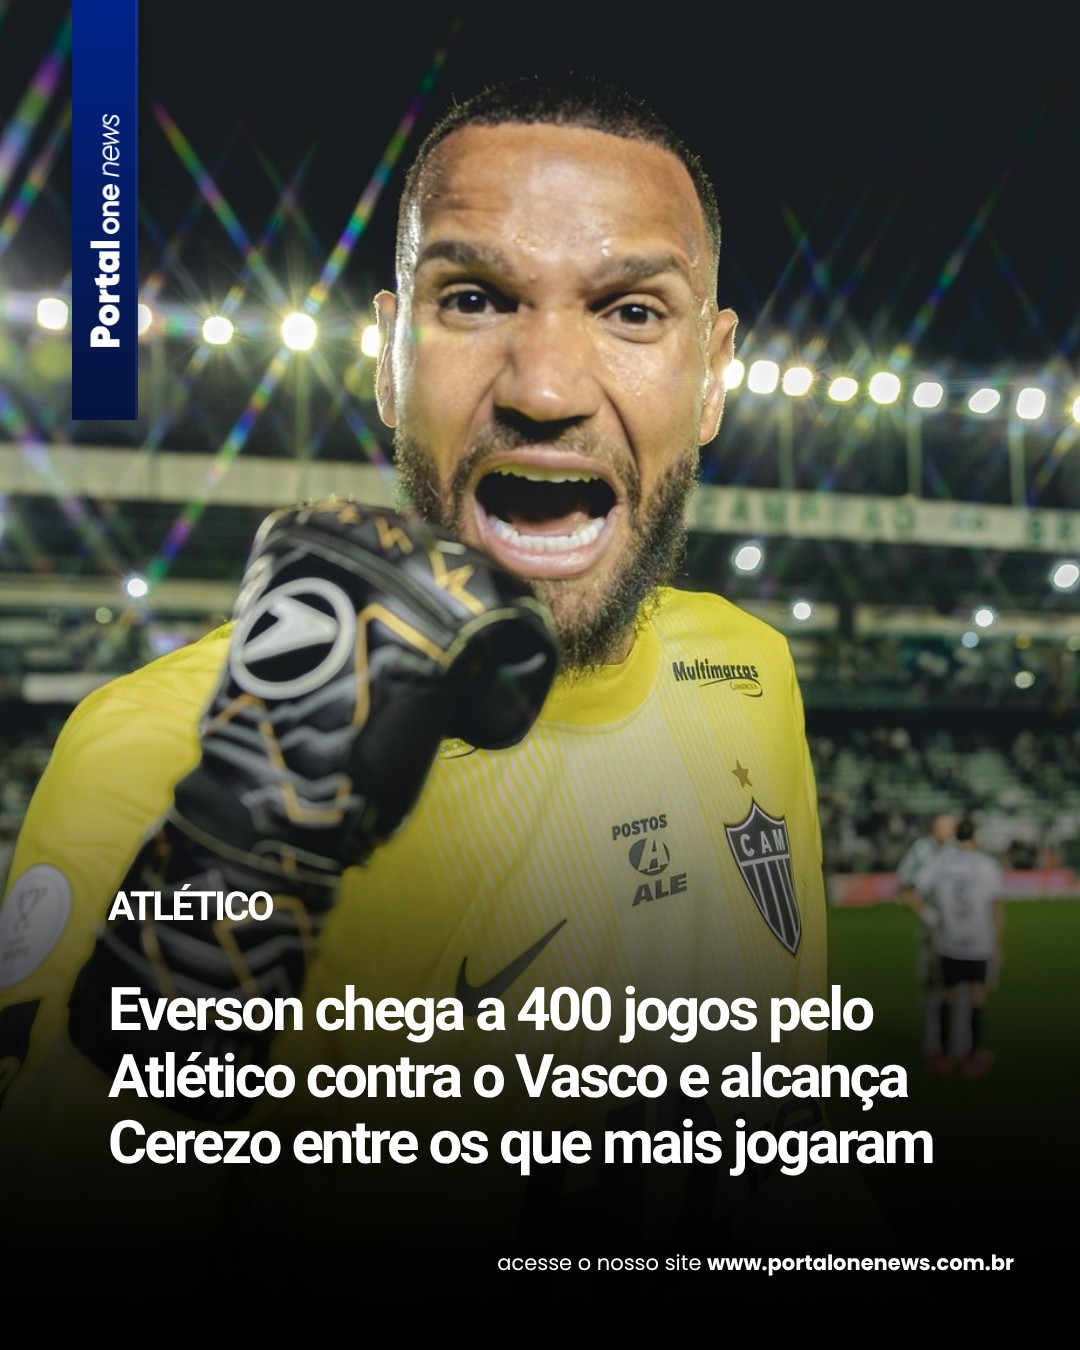 Portal one news
Multimarcas
POSTOS
ALE
CAM
ATLÉTICO
Everson chega a 400 jogos pelo
Atlético contra o Vasco e alcança
Cerezo entre os que mais jogaram
acesse o nosso site www.portalonenews.com.br